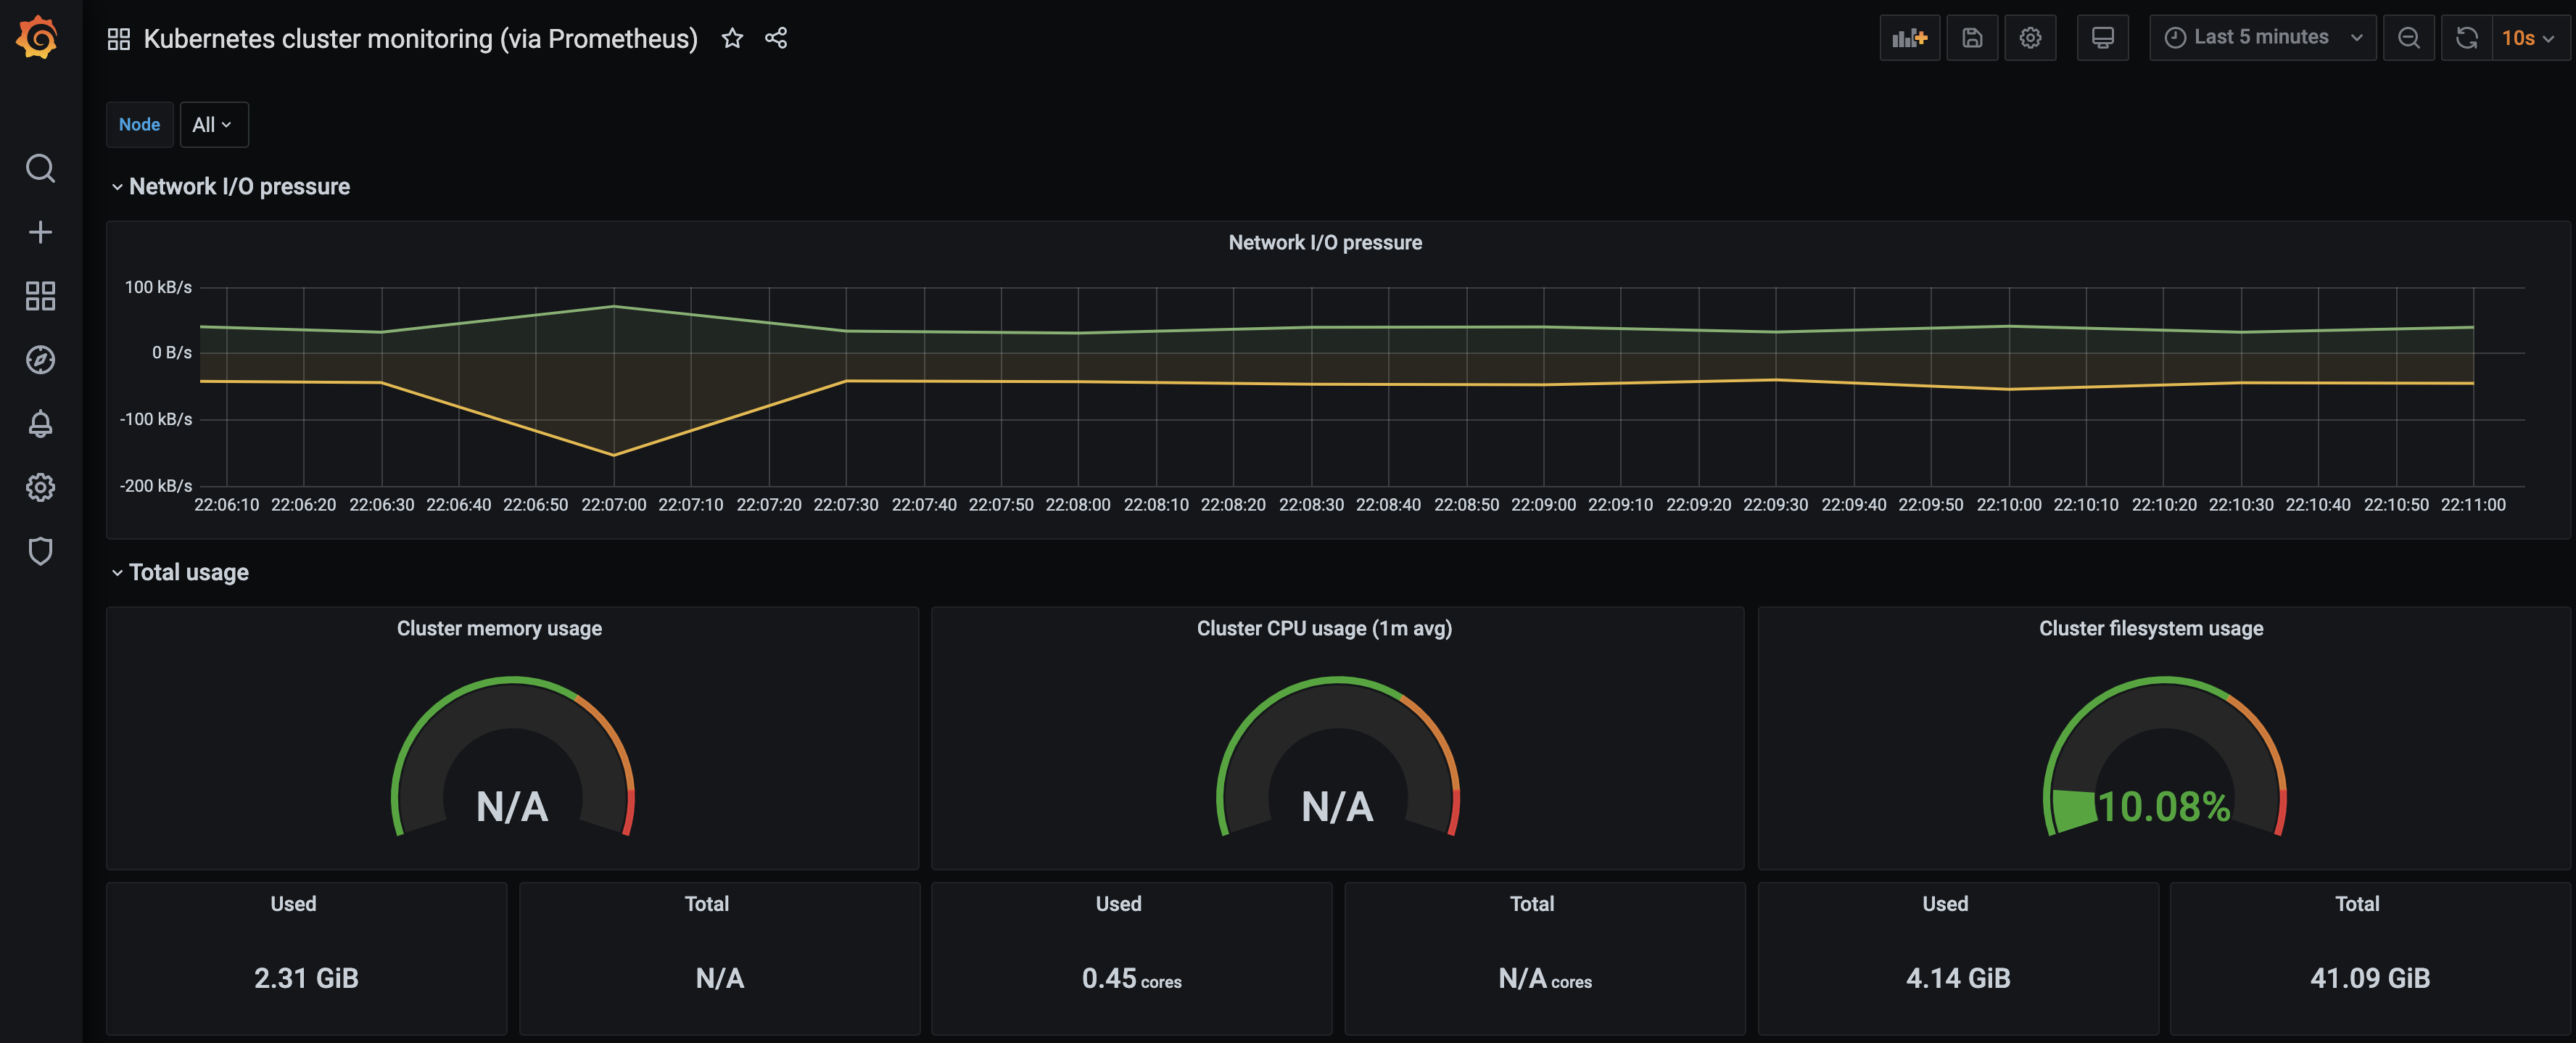 Kubernetes cluster monitoring (via Prometheus)
Last 5 minutes
10s
Node
All
Network I/O pressure
Network I/O pressure
100 kB/s
0 B/s
-100 kB/s
-200 kB/s
22:06:10 22:06:20 22:06:30 22:06:40 22:06:50 22:07:00 22:07:10 22:07:20 22:07:30 22:07:40 22:07:50 22:08:00 22:08:10 22:08:20 22:08:30 22:08:40 22:08:50 22:09:00 22:09:10 22:09:20 22:09:30 22:09:40 22:09:50 22:10:00 22:10:10 22:10:20 22:10:30 22:10:40 22:10:50 22:11:00
Total usage
Cluster memory usage
N/A
Cluster CPU usage (1m avg)
N/A
Cluster filesystem usage
10.08%
Used
2.31 GiB
Total
N/A
Used
0.45 cores
Total
N/A cores
Used
4.14 GiB
Total
41.09 GiB